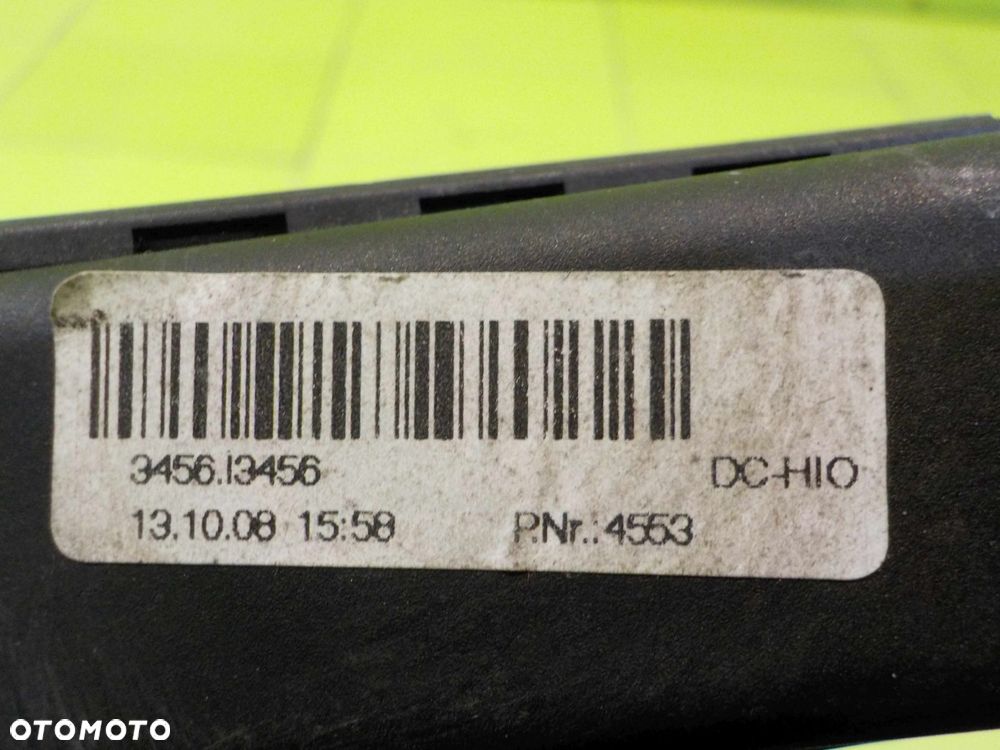 3456.I3456 DC-HIO
13.10.08 15:58 P.Nr.: 4553
OTOMOTO